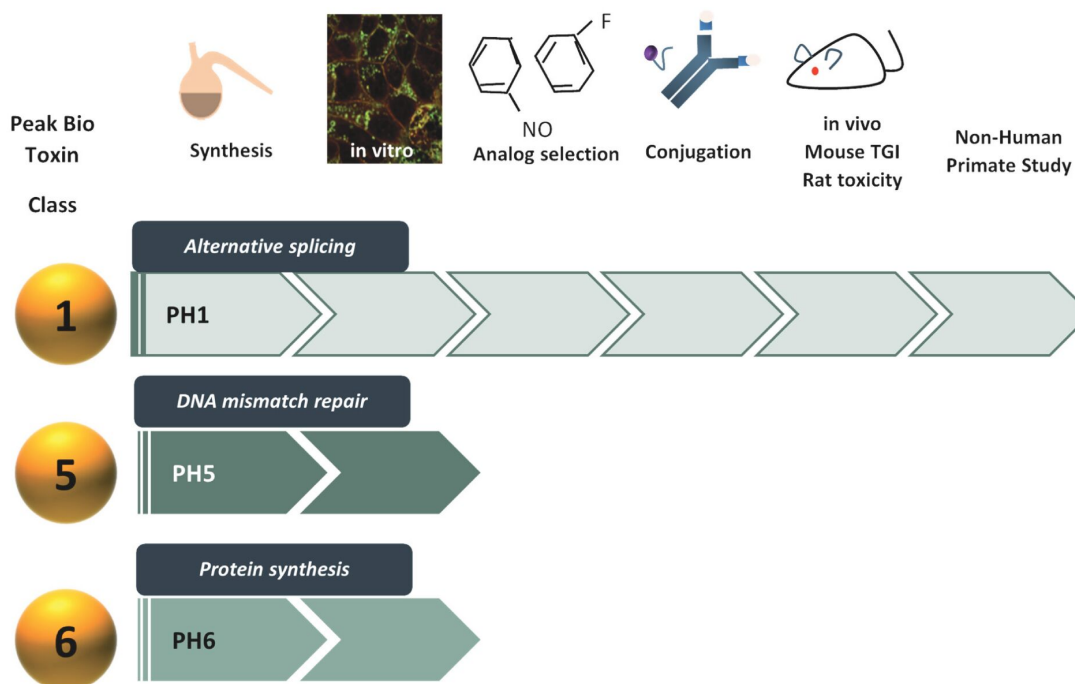 Peak Bio
Toxin
Class
Synthesis
in vitro
F
NO
Analog selection
Conjugation
in vivo
Mouse TGI
Rat toxicity
Non-Human
Primate Study
Alternative splicing
1
PH1
DNA mismatch repair
5
PH5
Protein synthesis
6
PH6